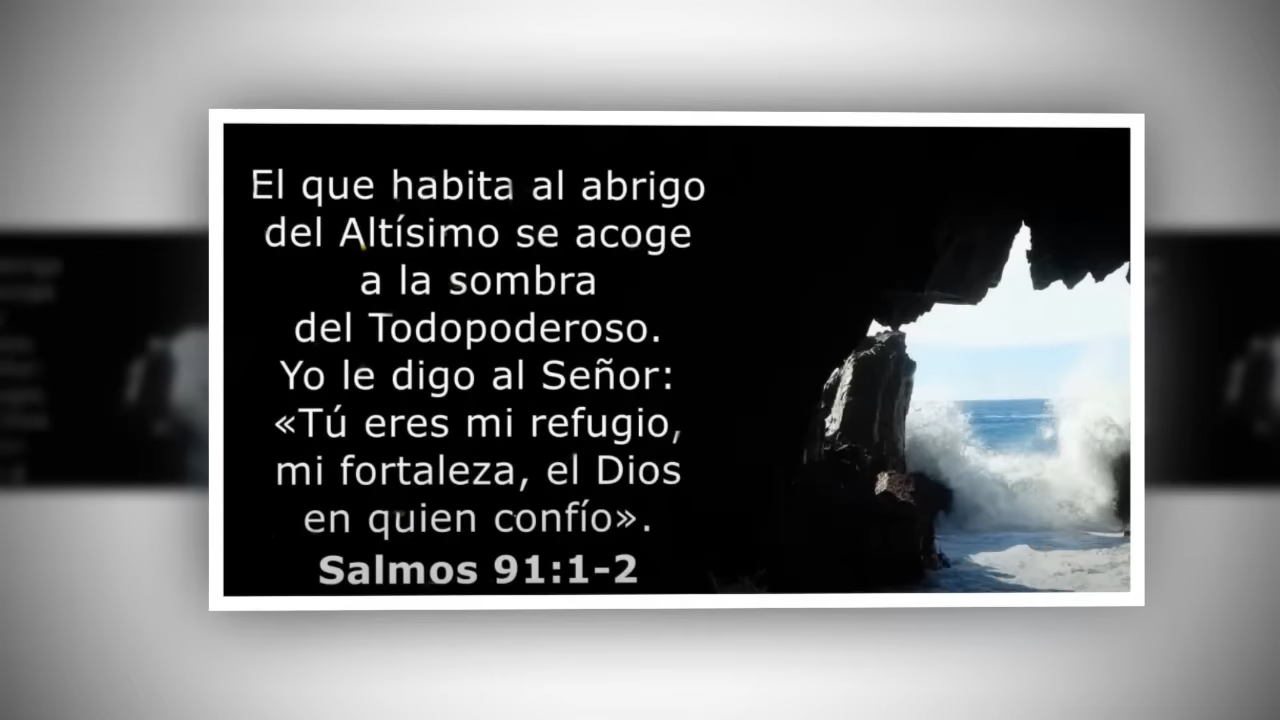 El que habita al abrigo
del Altísimo se acoge
a la sombra
del Todopoderoso.
Yo le digo al Señor:
«Tú eres mi refugio,
mi fortaleza, el Dios
en quien confío».
Salmos 91:1-2